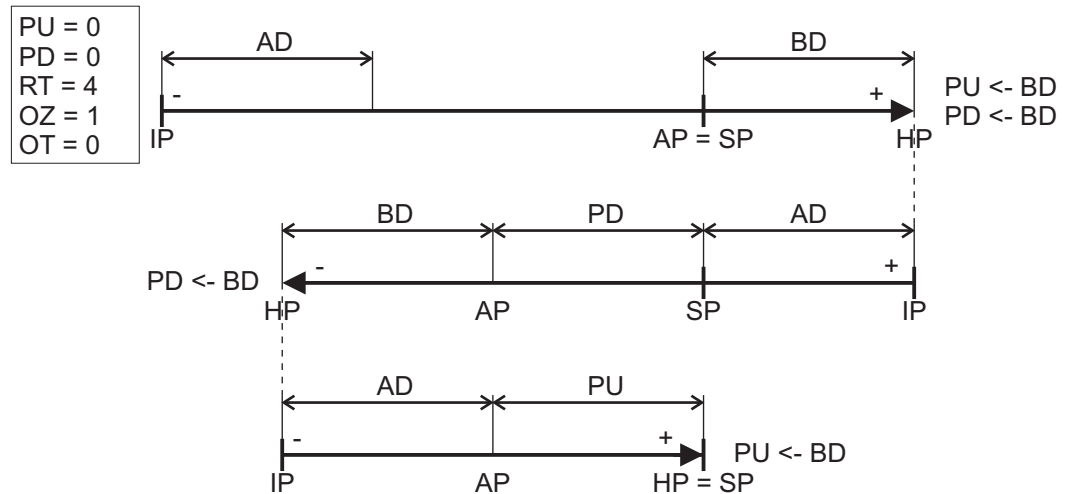 PU = 0
PD = 0
RT = 4
OZ = 1
OT = 0
AD BD
- +
PU <- BD
PD <- BD
IP AP = SP HP
BD PD AD
PD <- BD - +
HP AP SP IP
AD PU
- + PU <- BD
IP AP HP = SP